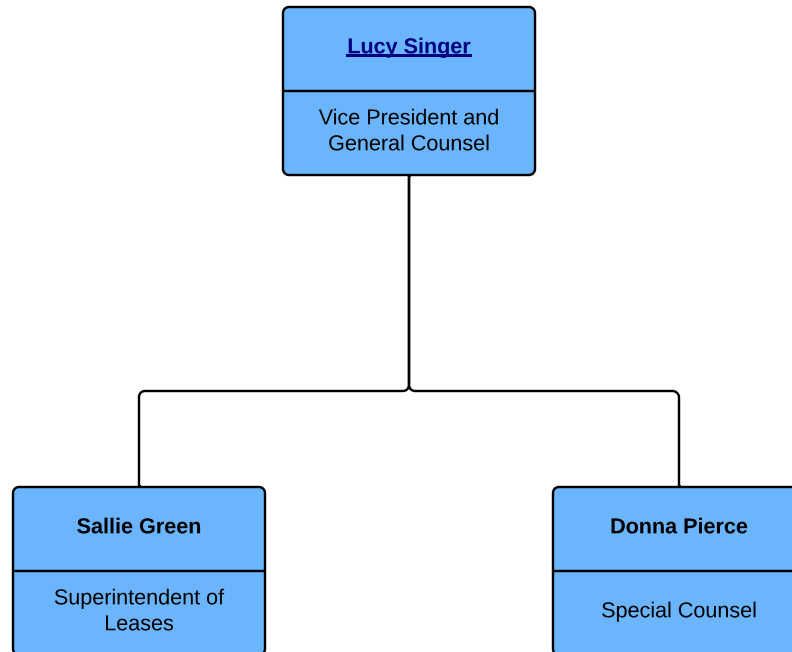 Lucy Singer
Vice President and
General Counsel
Sallie Green
Superintendent of
Leases
Donna Pierce
Special Counsel